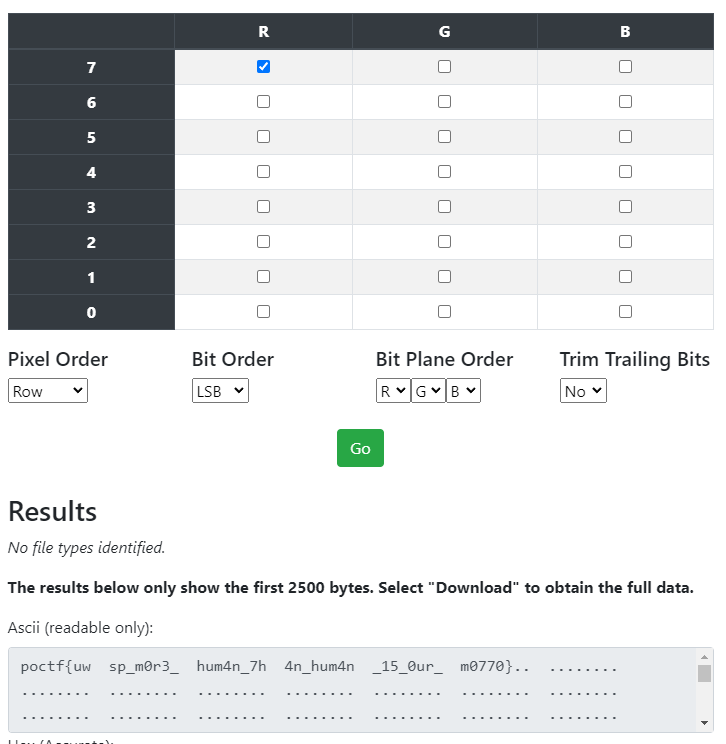 R G B
7
6
5
4
3
2
1
0
Pixel Order Bit Order Bit Plane Order Trim Trailing Bits
Row LSB R G B No
Go
Results
No file types identified.
The results below only show the first 2500 bytes. Select "Download" to obtain the full data.
Ascii (readable only):
poctf{uw sp_m0r3_ hum4n_7h 4n_hum4n _15_0ur_ m0770}.. ........
........ ........ ........ ........ ........ ........ ........
........ ........ ........ ........ ........ ........ ........